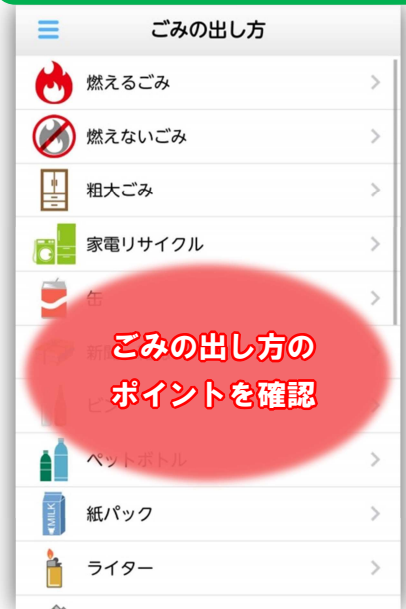 ごみの出し方
燃えるごみ
燃えないごみ
粗大ごみ
家電リサイクル
缶
ごみの出し方の
ポイントを確認
ペットボトル
MILK
紙パック
ライター